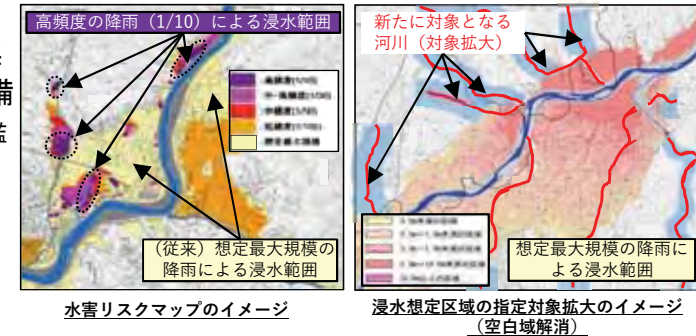 高頻度の降雨（1/10）による浸水範囲
備
（従来）想定最大規模の
降雨による浸水範囲
水害リスクマップのイメージ
新たに対象となる
河川（対象拡大）
想定最大規模の降雨に
よる浸水範囲
浸水想定区域の指定対象拡大のイメージ
（空白域解消）